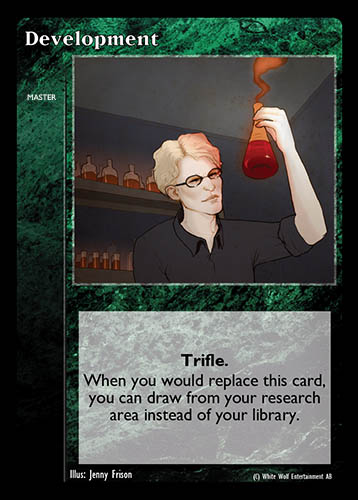 Development
MASTER
Trifle.
When you would replace this card,
you can draw from your research
area instead of your library.
Illus: Jenny Frison
(C) White Wolf Entertainment AB